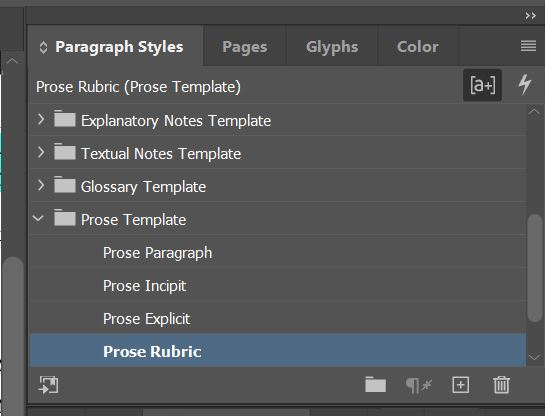 Paragraph Styles Pages Glyphs Color
Prose Rubric (Prose Template) [a+]
Explanatory Notes Template
Textual Notes Template
Glossary Template
Prose Template
Prose Paragraph
Prose Incipit
Prose Explicit
Prose Rubric